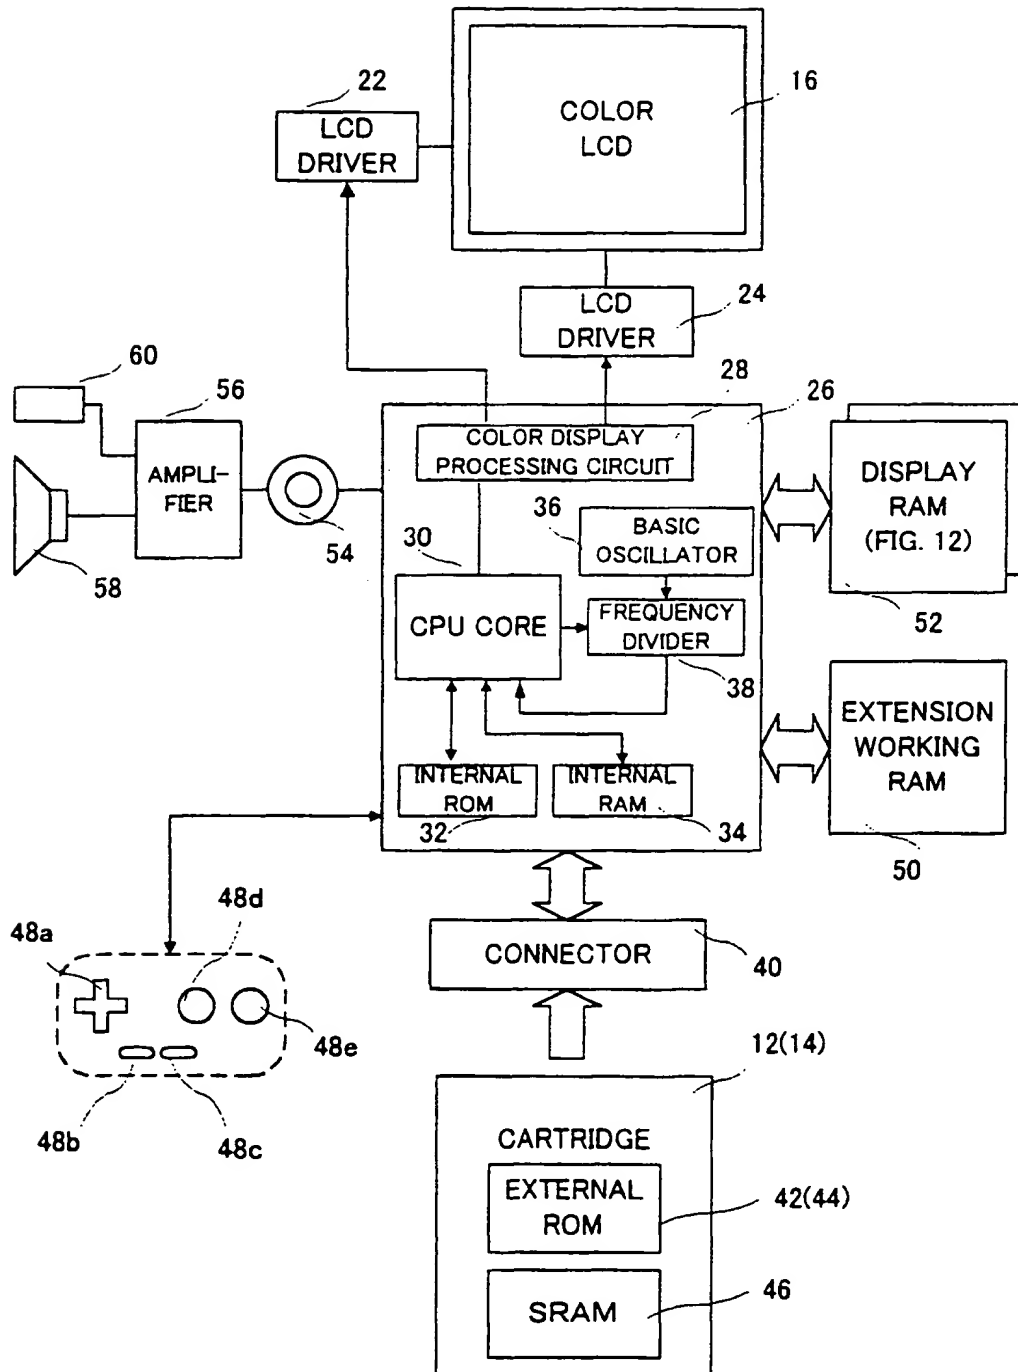 22
LCD
DRIVER
COLOR
LCD
16
LCD
DRIVER
24
60
56
AMPLI-
FIER
54
58
28
26
COLOR DISPLAY
PROCESSING CIRCUIT
36
BASIC
OSCILLATOR
30
CPU CORE
FREQUENCY
DIVIDER
38
INTERNAL
ROM
32
INTERNAL
RAM
34
DISPLAY
RAM
(FIG. 12)
52
EXTENSION
WORKING
RAM
50
48a
48d
48e
48b
48c
CONNECTOR
40
12(14)
CARTRIDGE
EXTERNAL
ROM
42(44)
SRAM
46